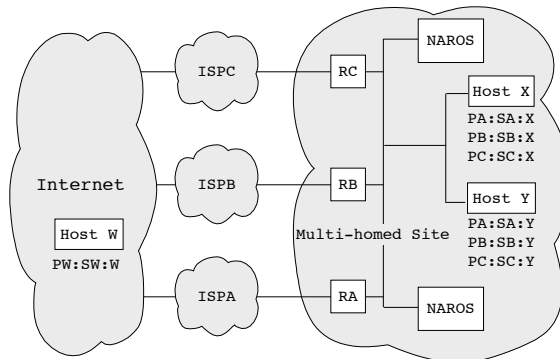 NAROS
ISPC
RC
Host X
PA:SA:X
PB:SB:X
PC:SC:X
Internet
ISPB
RB
Host Y
PA:SA:Y
PB:SB:Y
PC:SC:Y
Host W
PW:SW:W
Multi-homed Site
ISPA
RA
NAROS